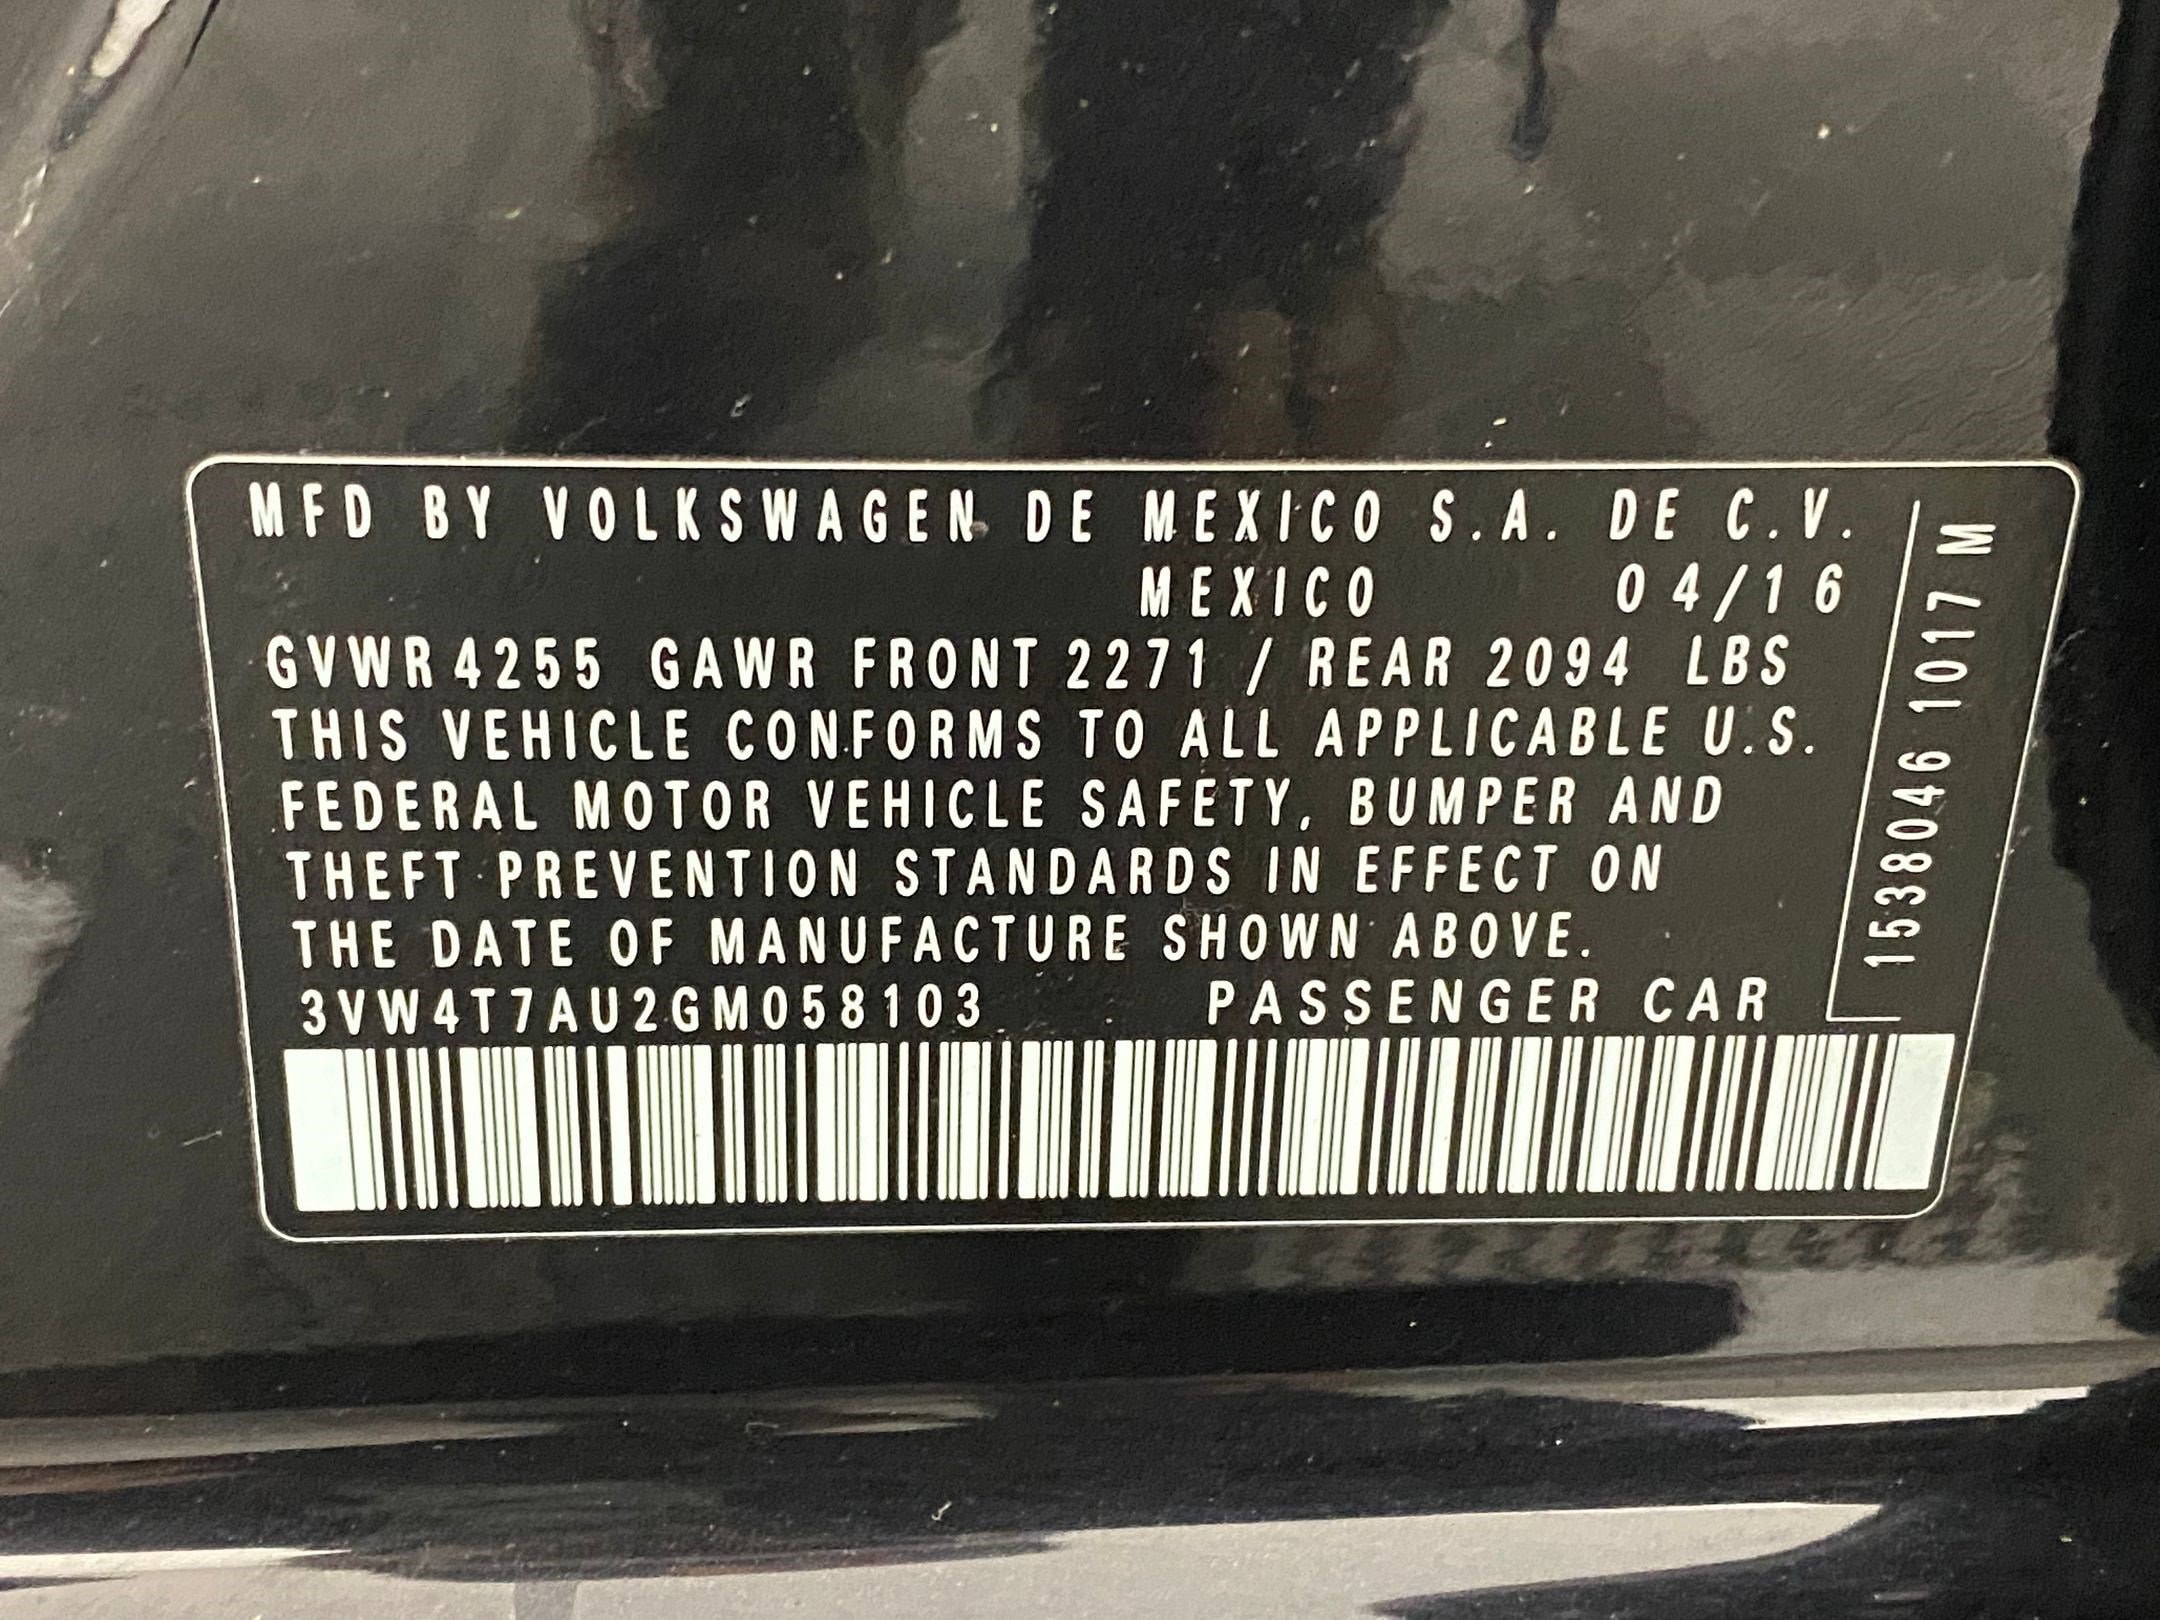 MFD BY VOLKSWAGEN DE MEXICO S.A. DE C.V.
MEXICO 04/16
GVWR 4255 GAWR FRONT 2271 / REAR 2094 LBS
THIS VEHICLE CONFORMS TO ALL APPLICABLE U.S.
FEDERAL MOTOR VEHICLE SAFETY, BUMPER AND
THEFT PREVENTION STANDARDS IN EFFECT ON
THE DATE OF MANUFACTURE SHOWN ABOVE.
3VW4T7AU2GM058103 PASSENGER CAR
1538046 1017 M